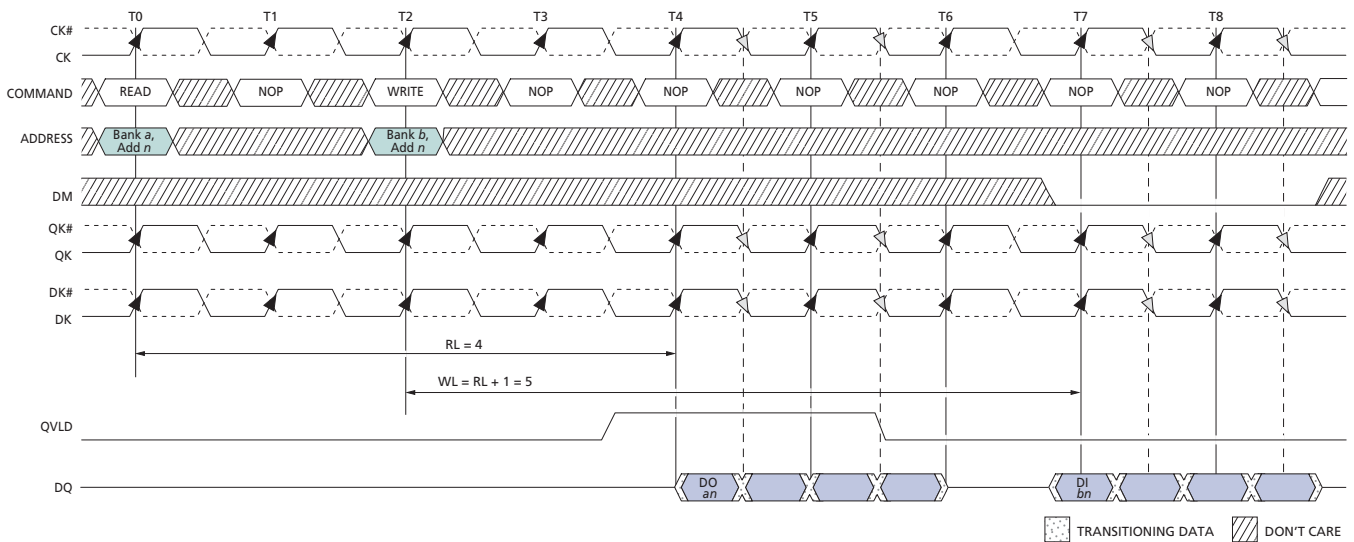 T0 T1 T2 T3 T4 T5 T6 T7 T8
CK#
CK
COMMAND READ NOP WRITE NOP NOP NOP NOP NOP NOP
ADDRESS Bank a, Add n Bank b, Add n
DM
QK#
QK
DK#
DK
RL = 4
WL = RL + 1 = 5
QVLD
DQ DO an DI bn
TRANSITIONING DATA DON'T CARE